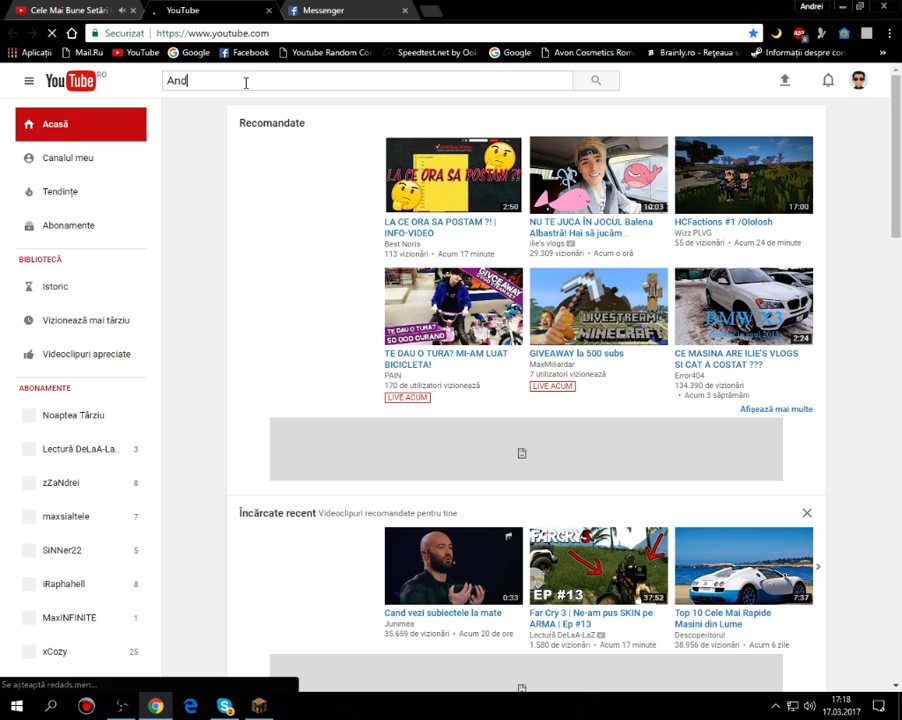 Andrei
Cele Mai Bune Setări
YouTube
Messenger
Securizat
https://www.youtube.com
Aplicații
Mail.Ru
YouTube
Google
Facebook
Youtube Random Cor
Speedtest.net by Ook
Google
Avon Cosmetics Rom
Brainly.ro - Rețeaua s
Informații despre con
YouTube RO
And
Acasă
Canalul meu
Tendințe
Abonamente
BIBLIOTECĂ
Istoric
Vizionează mai târziu
Videoclipuri apreciate
ABONAMENTE
Noaptea Târziu
Lectură DeLaA-La.. 3
zZaNdrei 8
maxsialtele 7
SiNNer22 5
iRaphahell 8
MaxINFINITE 1
xCozy 25
Recomandate
LA CE ORA SA POSTAM ?!
2:50
LA CE ORA SA POSTAM ?! |
INFO-VIDEO
Best Noris
113 vizionări • Acum 17 minute
10:03
NU TE JUCA ÎN JOCUL Balena
Albastră! Hai să jucăm...
ilie's vlogs
29.309 vizionări • Acum o oră
17:00
HCFactions #1 /Ololosh
Wizz PLVG
55 de vizionări • Acum 24 de minute
GIVEAWAY
TE DAU O TURA?
SO OOO CURAND
TE DAU O TURA? MI-AM LUAT
BICICLETA!
PAIN
170 de utilizatori vizionează
LIVE ACUM
LIVESTREAM
MINECRAFT
GIVEAWAY la 500 subs
MaxMiliardar
7 utilizatori vizionează
LIVE ACUM
BMW X3
2:24
CE MASINA ARE ILIE'S VLOGS
SI CAT A COSTAT ???
Error404
134.390 de vizionări
• Acum 3 săptămâni
Afișează mai multe
Încărcate recent Videoclipuri recomandate pentru tine
0:33
Cand vezi subiectele la mate
Junimea
35.659 de vizionări • Acum 20 de ore
FARCRY3
EP #13
37:52
Far Cry 3 | Ne-am pus SKIN pe
ARMA | Ep #13
Lectură DeLaA-LaZ
1.580 de vizionări • Acum 17 minute
7:37
Top 10 Cele Mai Rapide
Masini din Lume
Descoperitorul
38.956 de vizionări • Acum 6 zile
Se așteaptă redads.men...
17:18
17.03.2017